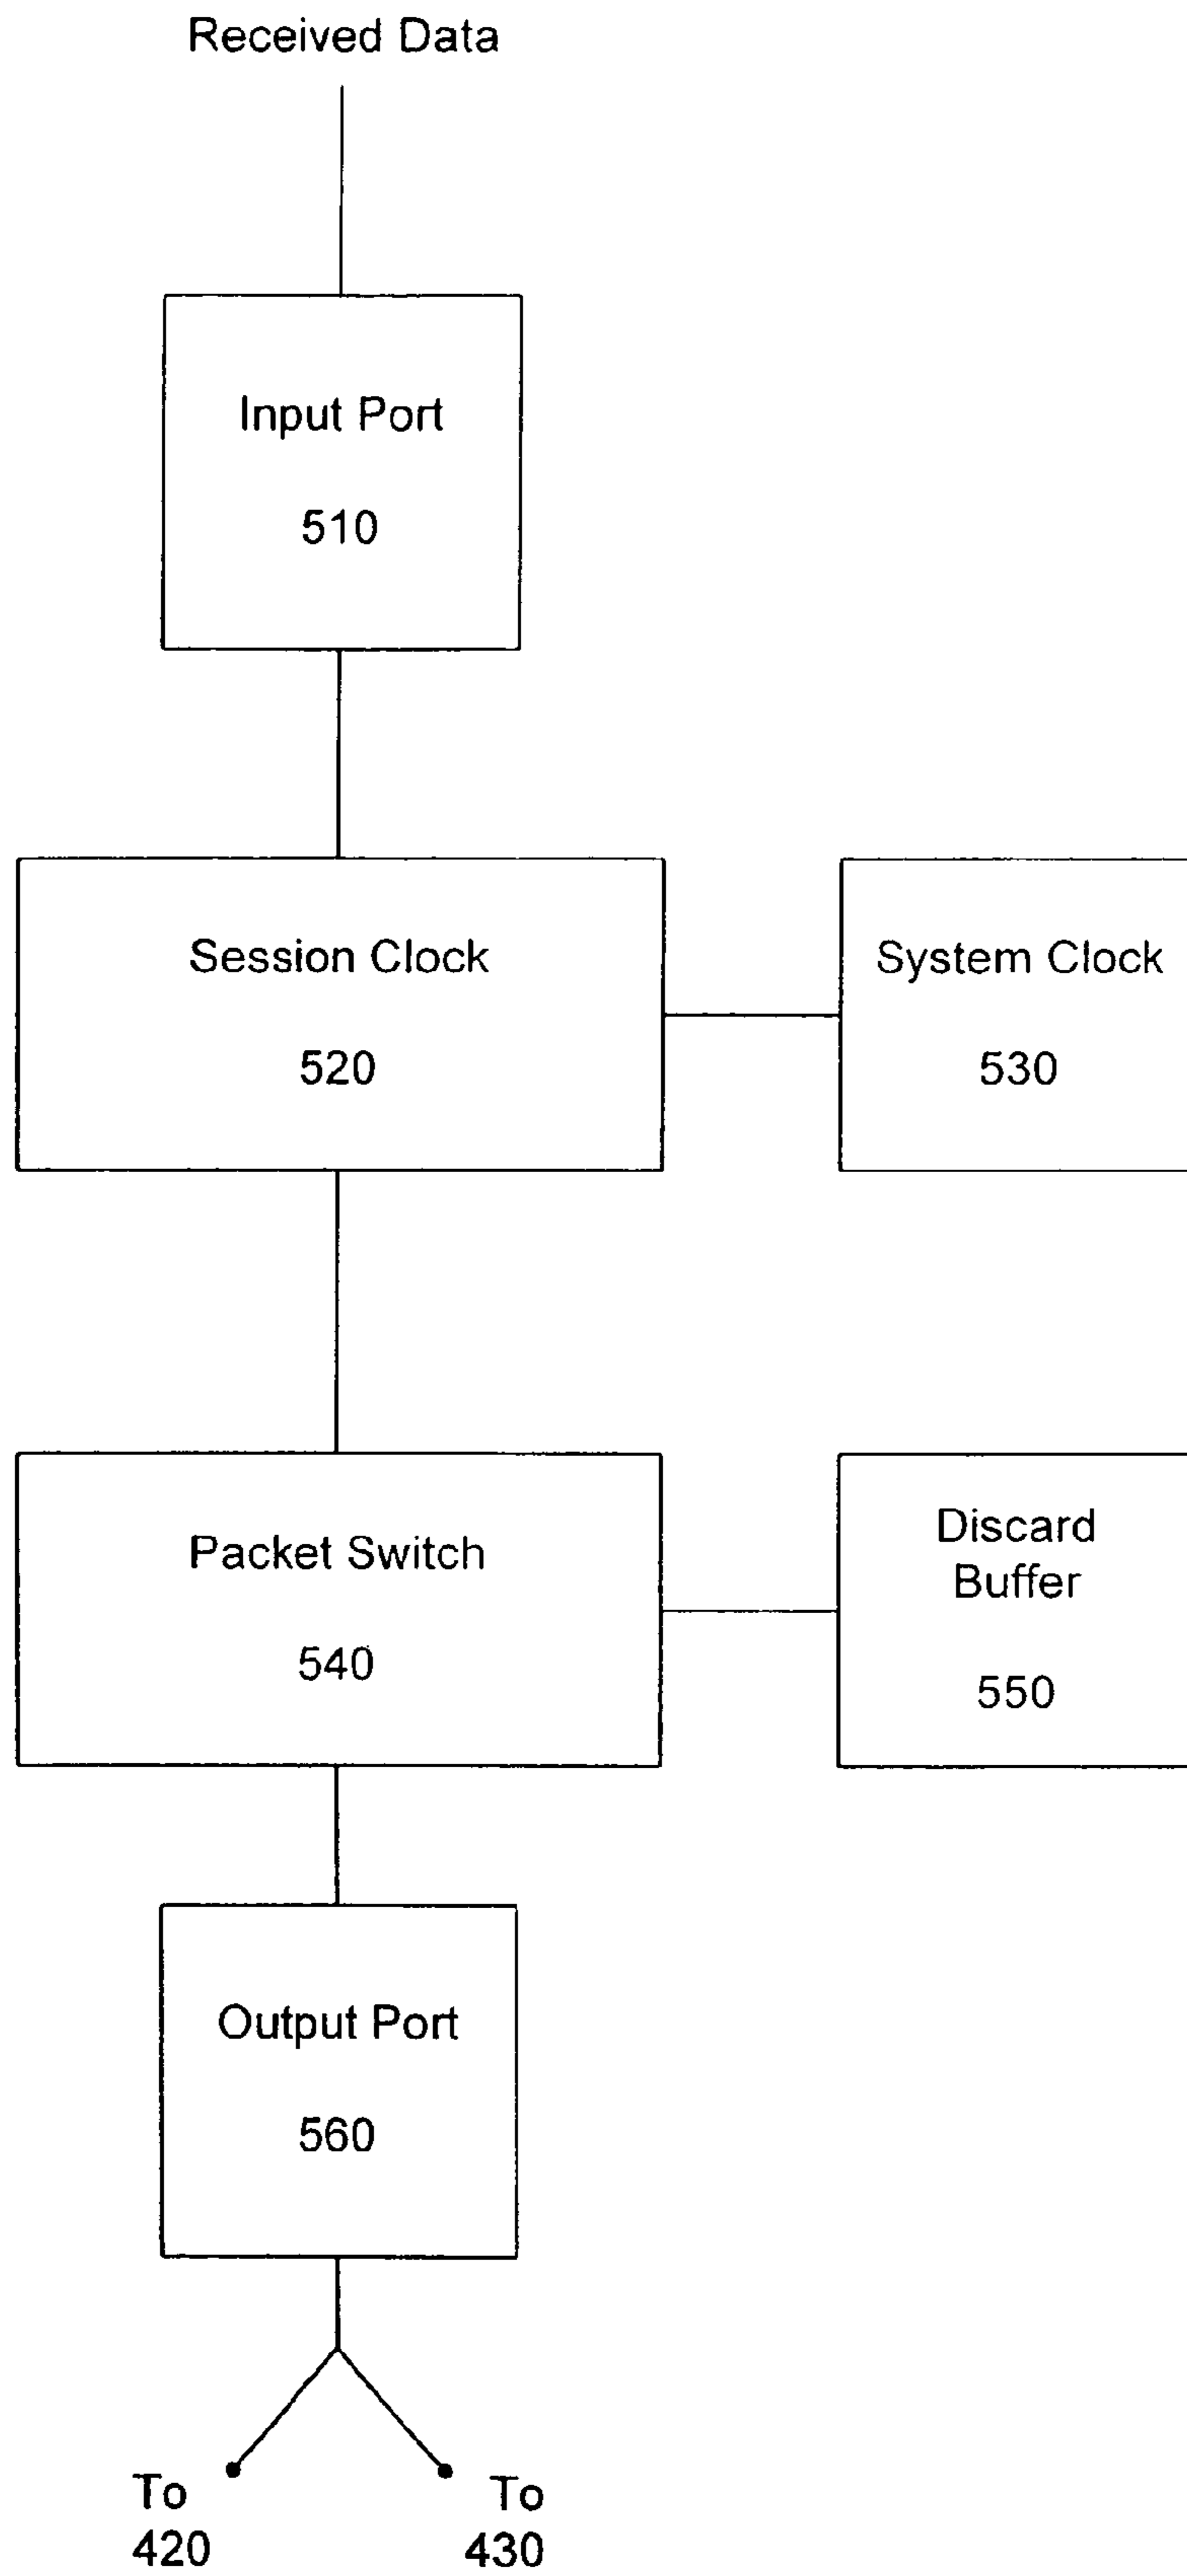 Received Data
Input Port
510
Session Clock
520
System Clock
530
Packet Switch
540
Discard
Buffer
550
Output Port
560
To
420
To
430